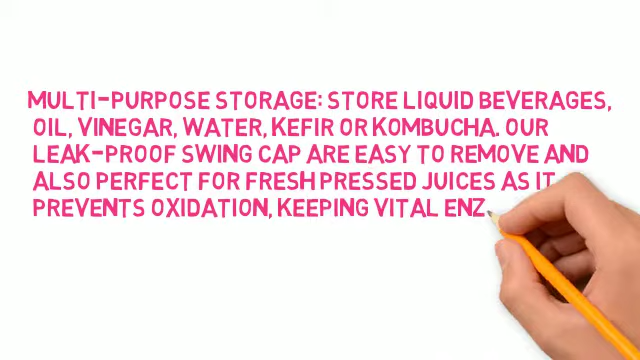 MULTI-PURPOSE STORAGE: STORE LIQUID BEVERAGES,
OIL, VINEGAR, WATER, KEFIR OR KOMBUCHA. OUR
LEAK-PROOF SWING CAP ARE EASY TO REMOVE AND
ALSO PERFECT FOR FRESH PRESSED JUICES AS IT
PREVENTS OXIDATION, KEEPING VITAL ENZ